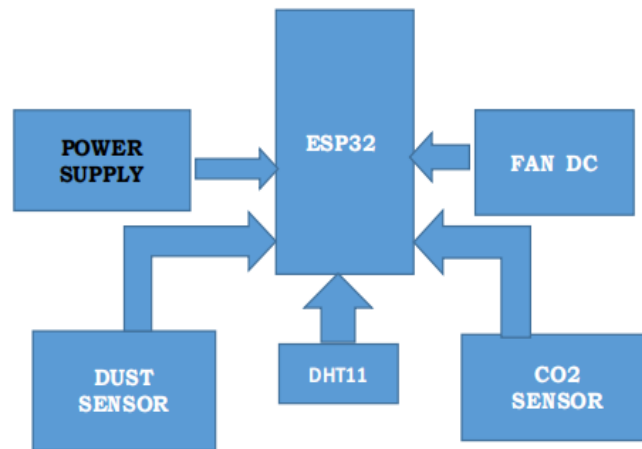 POWER
SUPPLY
ESP32
FAN DC
DUST
SENSOR
DHT11
CO2
SENSOR